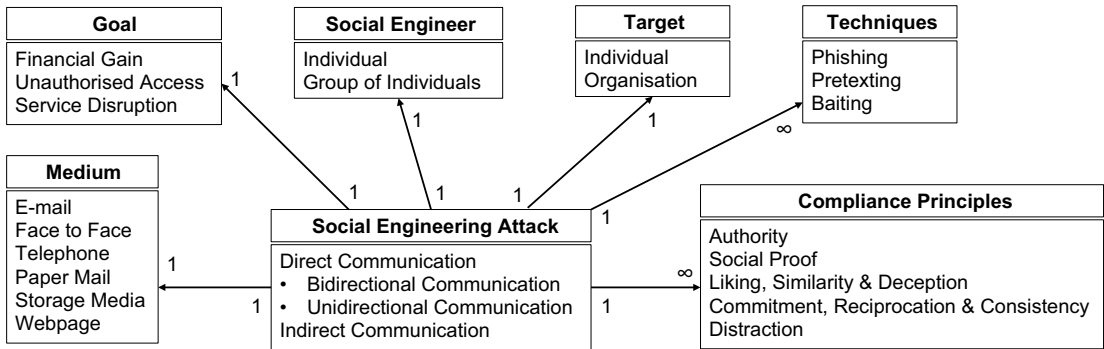 Goal
Financial Gain
Unauthorised Access
Service Disruption
Social Engineer
Individual
Group of Individuals
Target
Individual
Organisation
Techniques
Phishing
Pretexting
Baiting
1
1
1
∞
Medium
E-mail
Face to Face
Telephone
Paper Mail
Storage Media
Webpage
1
1
1
1
1
1
Social Engineering Attack
Direct Communication
• Bidirectional Communication
• Unidirectional Communication
Indirect Communication
∞
1
Compliance Principles
Authority
Social Proof
Liking, Similarity & Deception
Commitment, Reciprocation & Consistency
Distraction